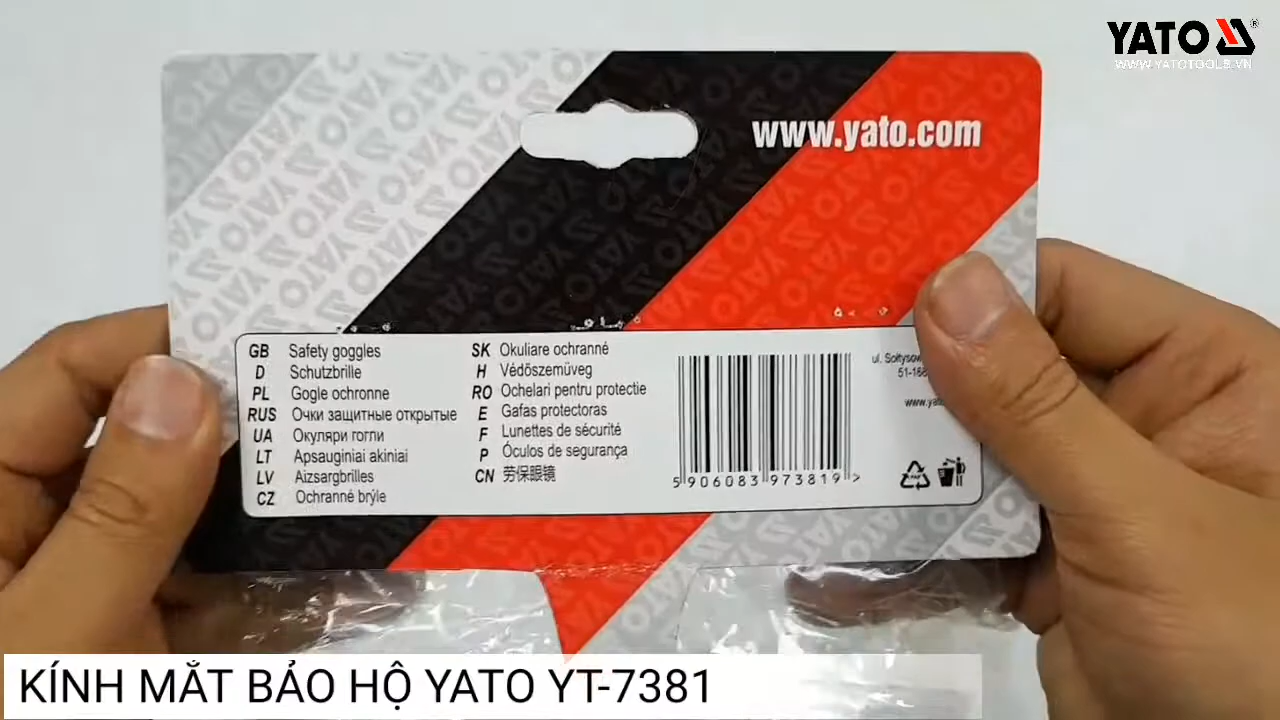 YATO
WWW.YATOTOOLS.VN
www.yato.com
GB Safety goggles
D Schutzbrille
PL Gogle ochronne
RUS Очки защитные открытые
UA Окуляри гогли
LT Apsauginiai akiniai
LV Aizsargbrilles
CZ Ochranné brýle
SK Okuliare ochranné
H Védőszemüveg
RO Ochelari pentru protectie
E Gafas protectoras
F Lunettes de sécurité
P Óculos de segurança
CN 劳保眼镜
5 906083 973819 >
ul.
KÍNH MẮT BẢO HỘ YATO YT-7381